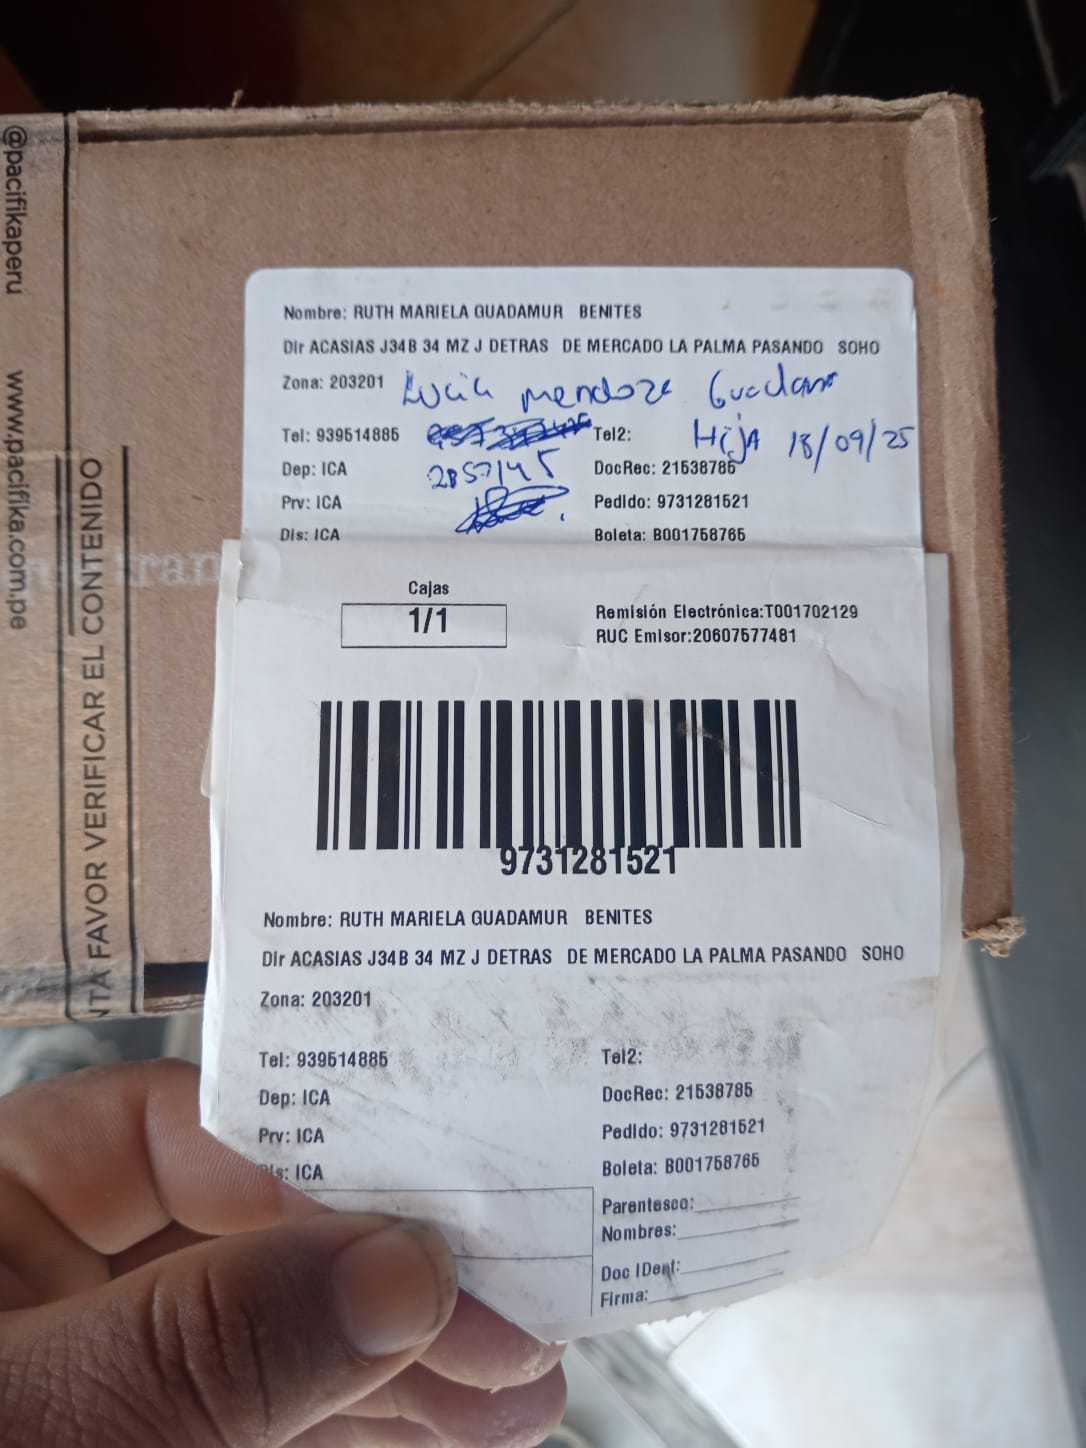 @pacifikaperu
www.pacifika.com.pe
FAVOR VERIFICAR EL CONTENIDO
Nombre: RUTH MARIELA GUADAMUR BENITES
Dir ACASIAS J34B 34 MZ J DETRAS DE MERCADO LA PALMA PASANDO SOHO
Zona: 203201
Mendoza
Tel: 939514885
Tel2:
Hija 18/09/25
Dep: ICA
DocRec: 21538785
Prv: ICA
Pedido: 9731281521
Dis: ICA
Boleta: B001758765
Cajas
1/1
Remisión Electrónica:T001702129
RUC Emisor:20607577481
9731281521
Nombre: RUTH MARIELA GUADAMUR BENITES
Dir ACASIAS J34B 34 MZ J DETRAS DE MERCADO LA PALMA PASANDO SOHO
Zona: 203201
Tel: 939514885
Tel2:
Dep: ICA
DocRec: 21538785
Prv: ICA
Pedido: 9731281521
Dis: ICA
Boleta: B001758765
Parentesco:
Nombres:
Doc IDent:
Firma: